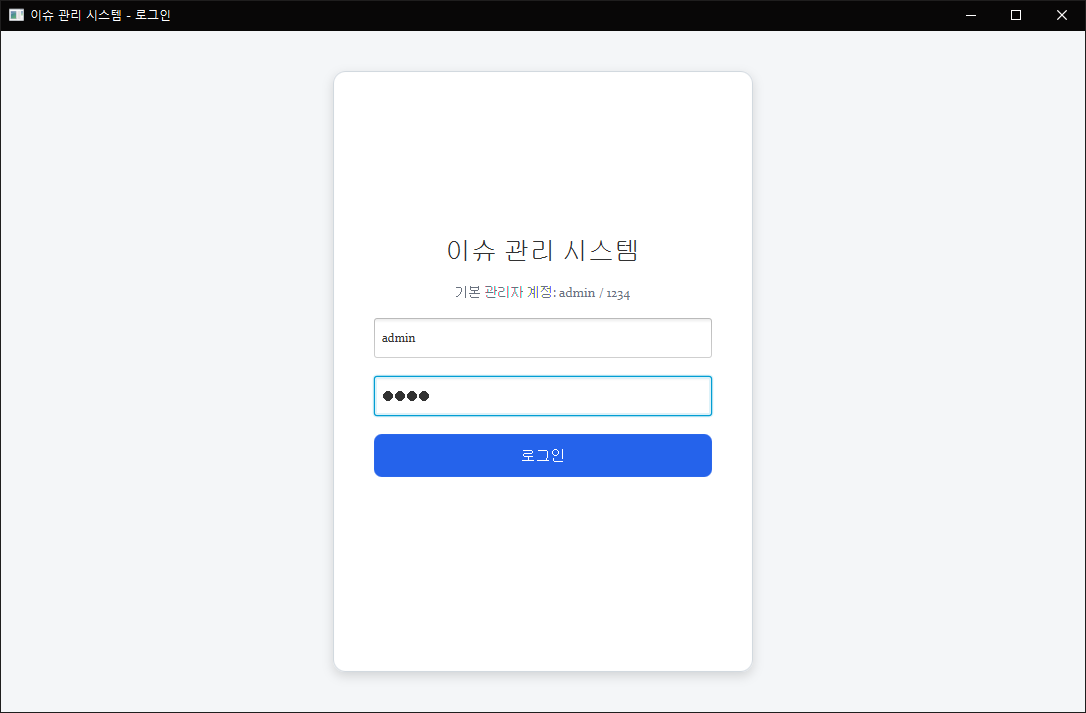 이슈 관리 시스템 - 로그인
이슈 관리 시스템
기본 관리자 계정: admin / 1234
admin
●●●●
로그인